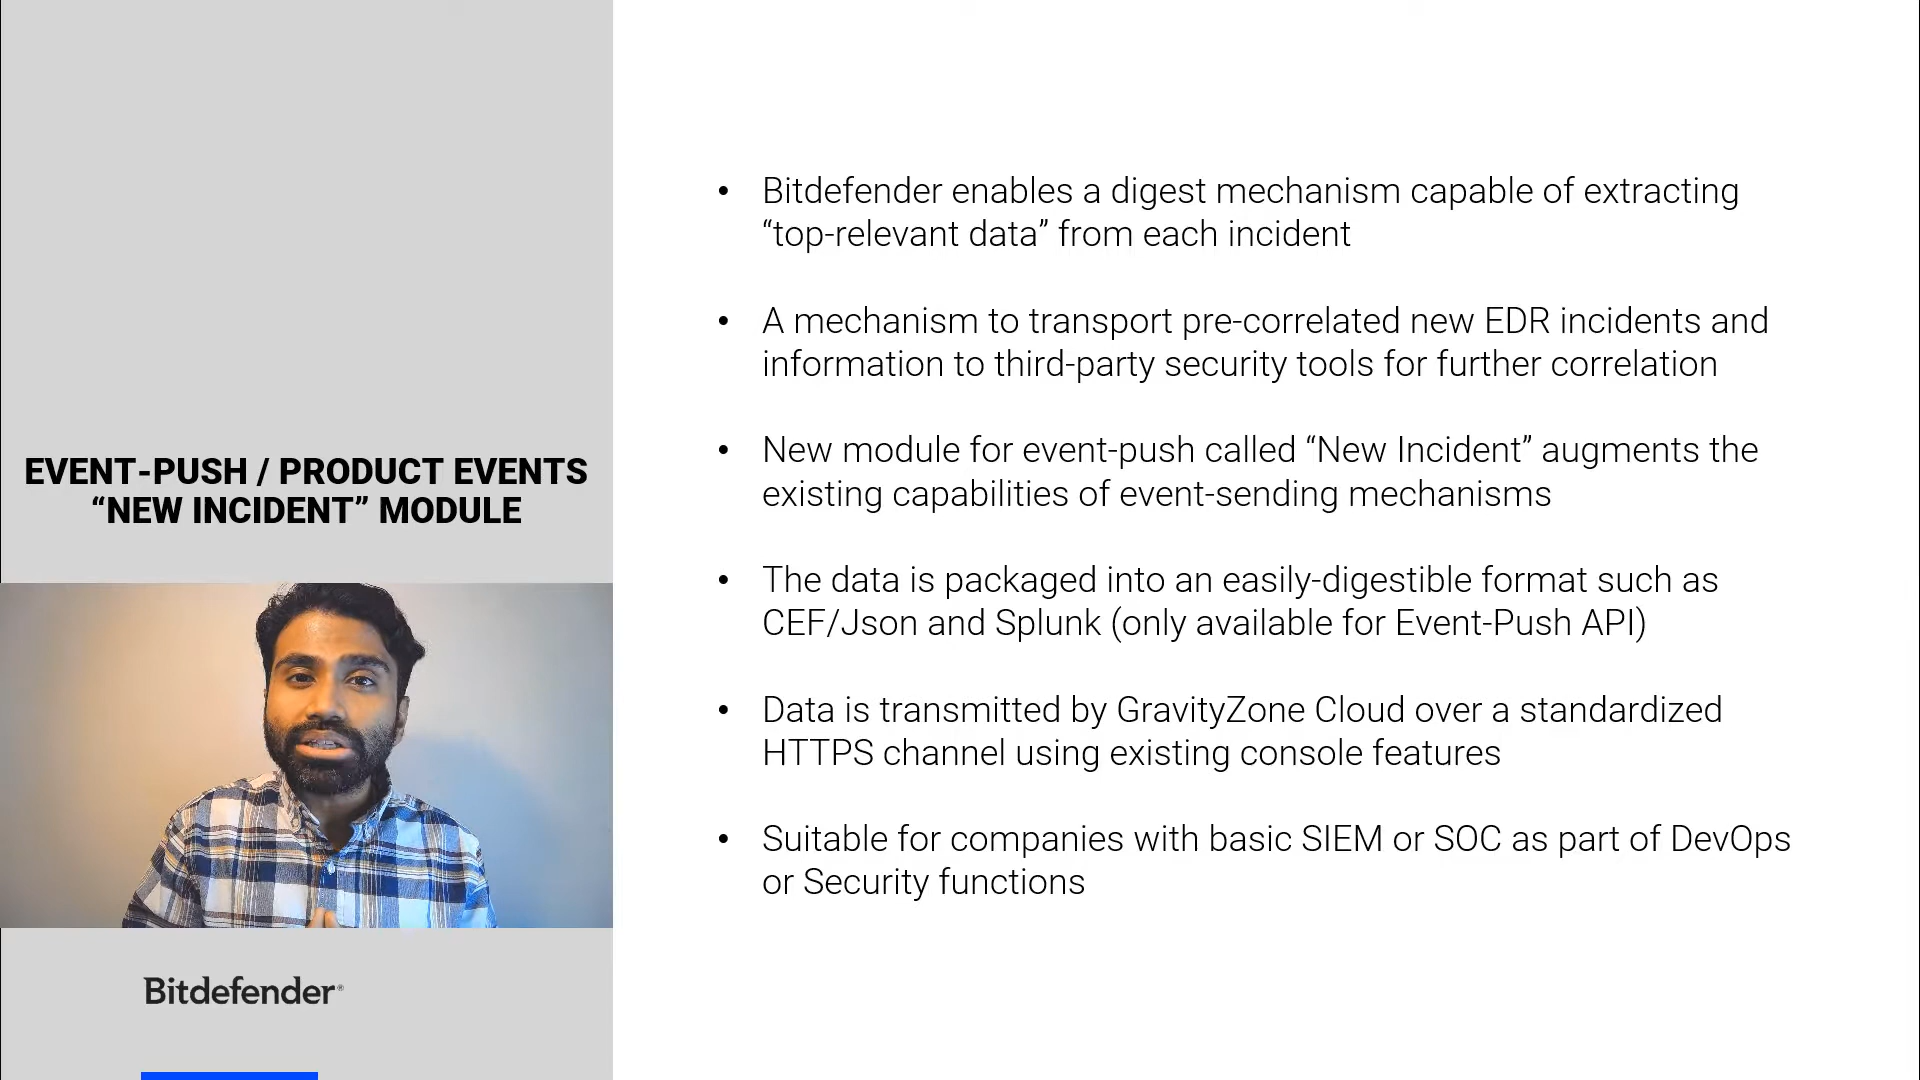 EVENT-PUSH / PRODUCT EVENTS
“NEW INCIDENT” MODULE
• Bitdefender enables a digest mechanism capable of extracting
“top-relevant data” from each incident
• A mechanism to transport pre-correlated new EDR incidents and
information to third-party security tools for further correlation
• New module for event-push called “New Incident” augments the
existing capabilities of event-sending mechanisms
• The data is packaged into an easily-digestible format such as
CEF/Json and Splunk (only available for Event-Push API)
• Data is transmitted by GravityZone Cloud over a standardized
HTTPS channel using existing console features
• Suitable for companies with basic SIEM or SOC as part of DevOps
or Security functions
Bitdefender®